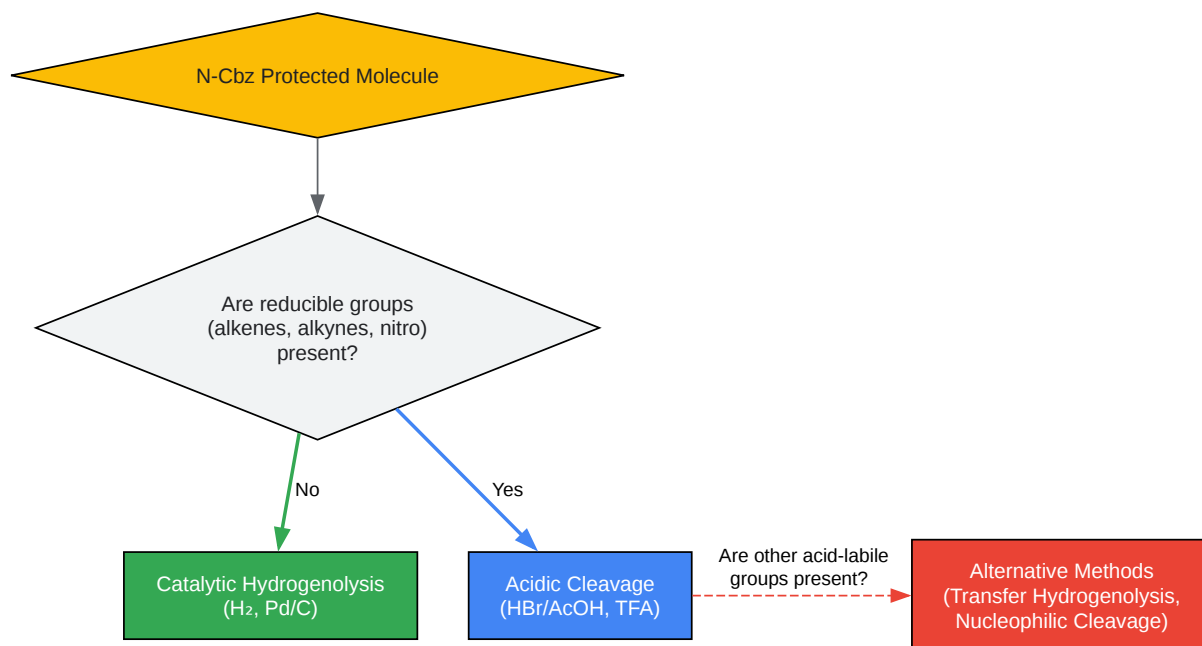 N-Cbz Protected Molecule
Are reducible groups
(alkenes, alkynes, nitro)
present?
No
Yes
Catalytic Hydrogenolysis
(H₂, Pd/C)
Acidic Cleavage
(HBr/AcOH, TFA)
Are other acid-labile
groups present?
Alternative Methods
(Transfer Hydrogenolysis,
Nucleophilic Cleavage)